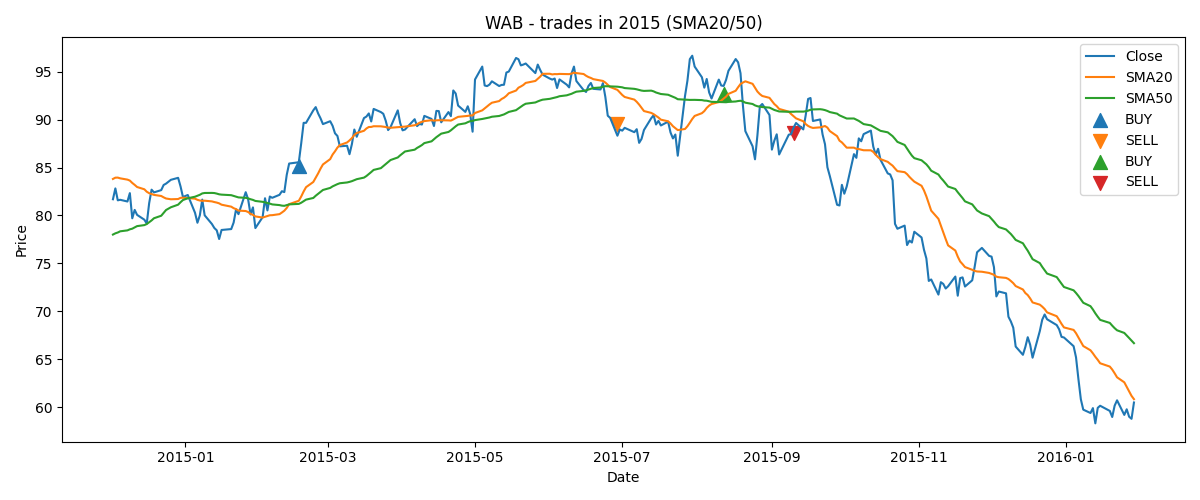 WAB - trades in 2015 (SMA20/50)
Close
SMA20
SMA50
BUY
SELL
BUY
SELL
Price
95
90
85
80
75
70
65
60
2015-01
2015-03
2015-05
2015-07
2015-09
2015-11
2016-01
Date